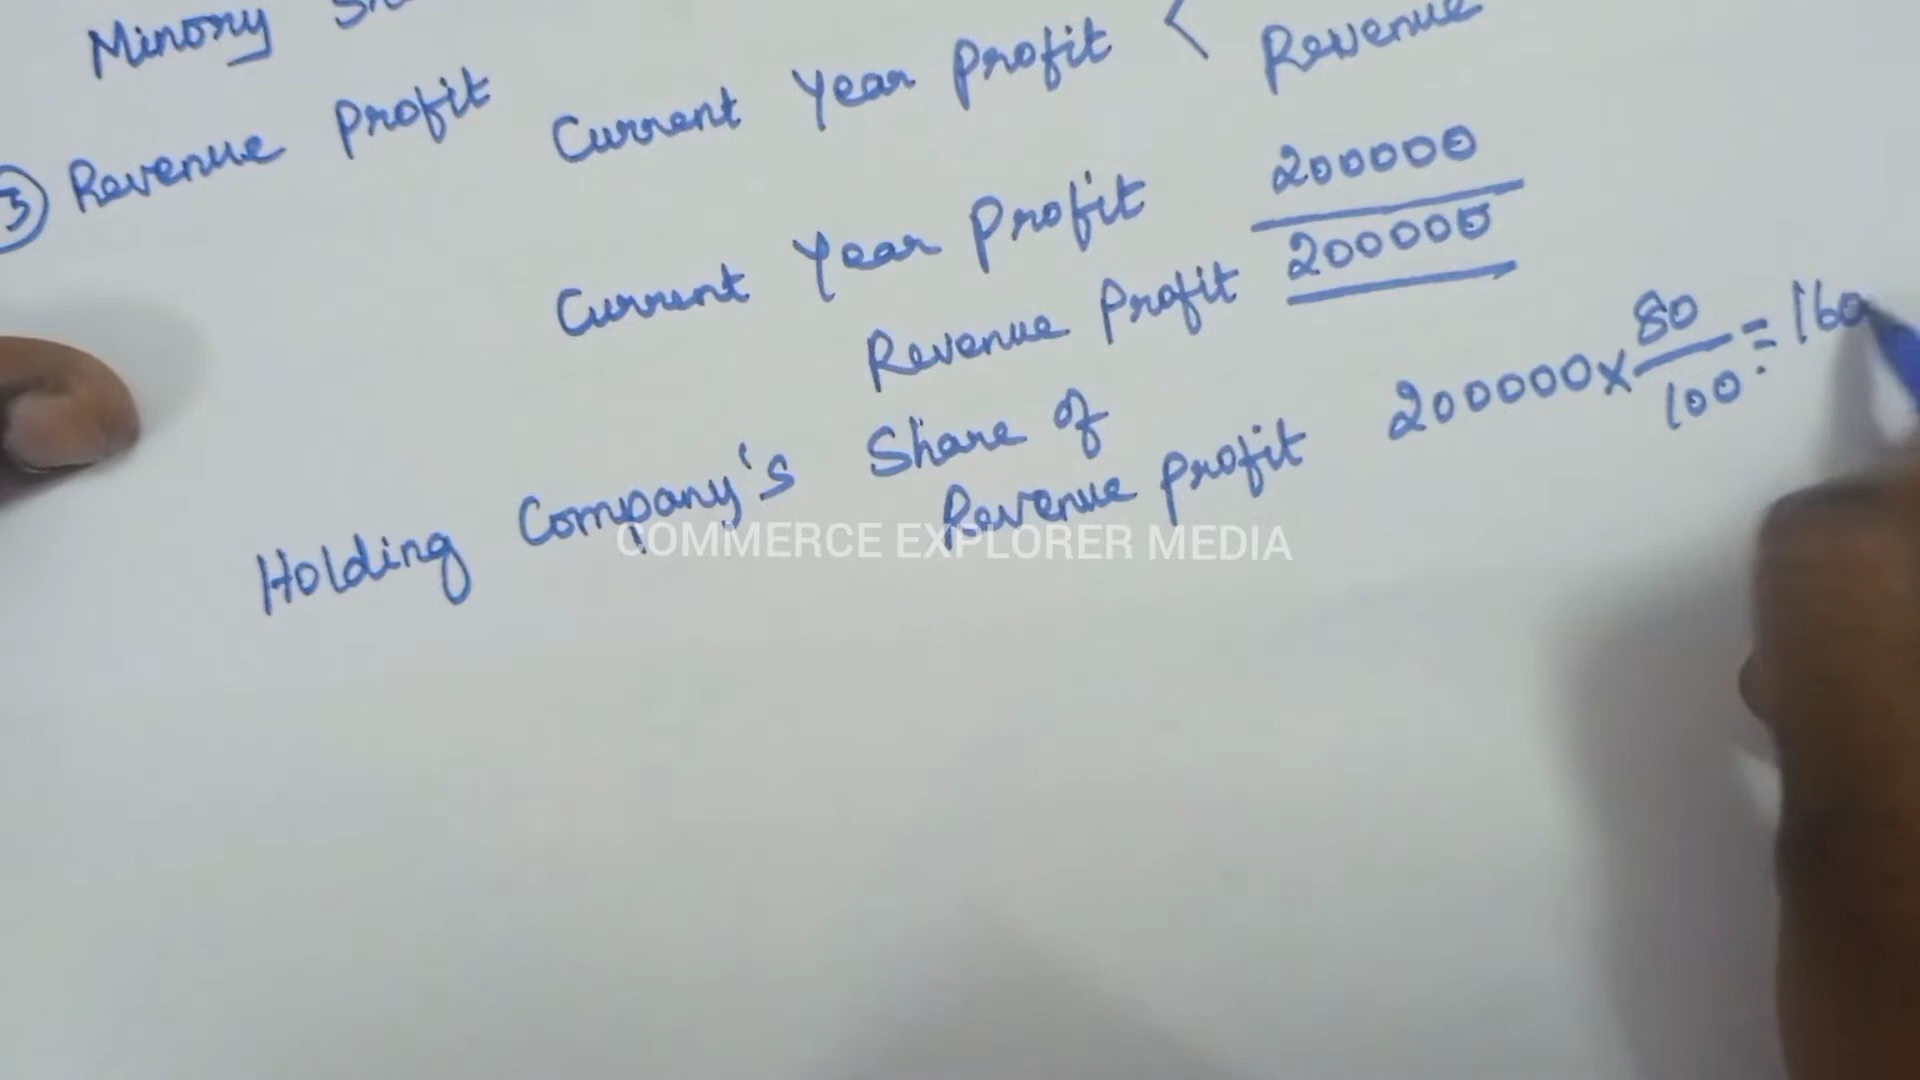 Minory
③ Revenue Profit
Current Year Profit < Revenue
Current Year Profit 200000
Revenue Profit 200000
Holding Company's Share of
Revenue Profit 200000 x 80/100 = 160
COMMERCE EXPLORER MEDIA